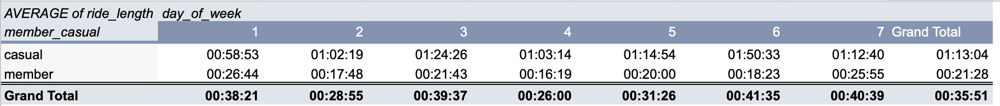 AVERAGE of ride_length day_of_week
member_casual 1 2 3 4 5 6 7 Grand Total
casual 00:58:53 01:02:19 01:24:26 01:03:14 01:14:54 01:50:33 01:12:40 01:13:04
member 00:26:44 00:17:48 00:21:43 00:16:19 00:20:00 00:18:23 00:25:55 00:21:28
Grand Total 00:38:21 00:28:55 00:39:37 00:26:00 00:31:26 00:41:35 00:40:39 00:35:51